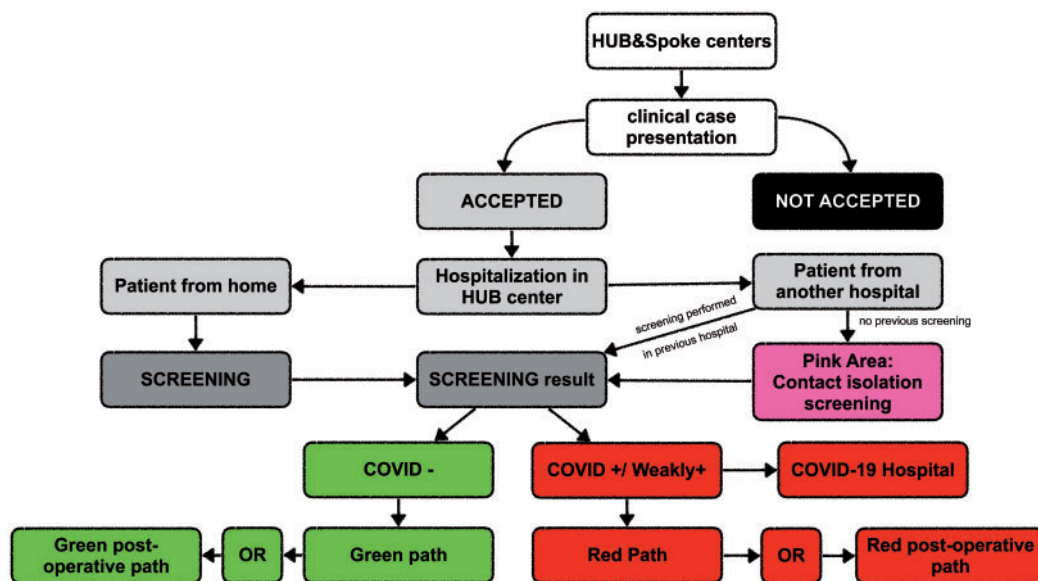 HUB&Spoke centers
clinical case
presentation
ACCEPTED
NOT ACCEPTED
Patient from home
Hospitalization in
HUB center
Patient from
another hospital
screening performed
in previous hospital
no previous screening
SCREENING
SCREENING result
Pink Area:
Contact isolation
screening
COVID -
COVID +/ Weakly+
COVID-19 Hospital
Green post-
operative path
OR
Green path
Red Path
OR
Red post-operative
path